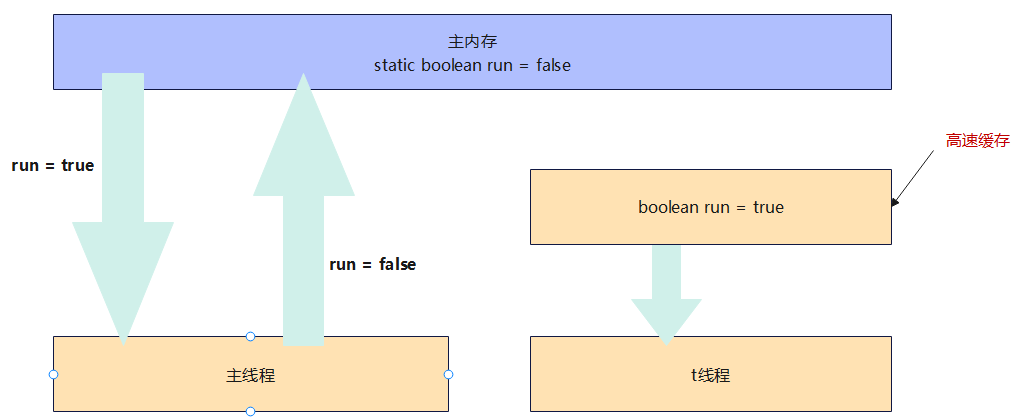 主内存
static boolean run = false
高速缓存
run = true
boolean run = true
run = false
主线程
t线程